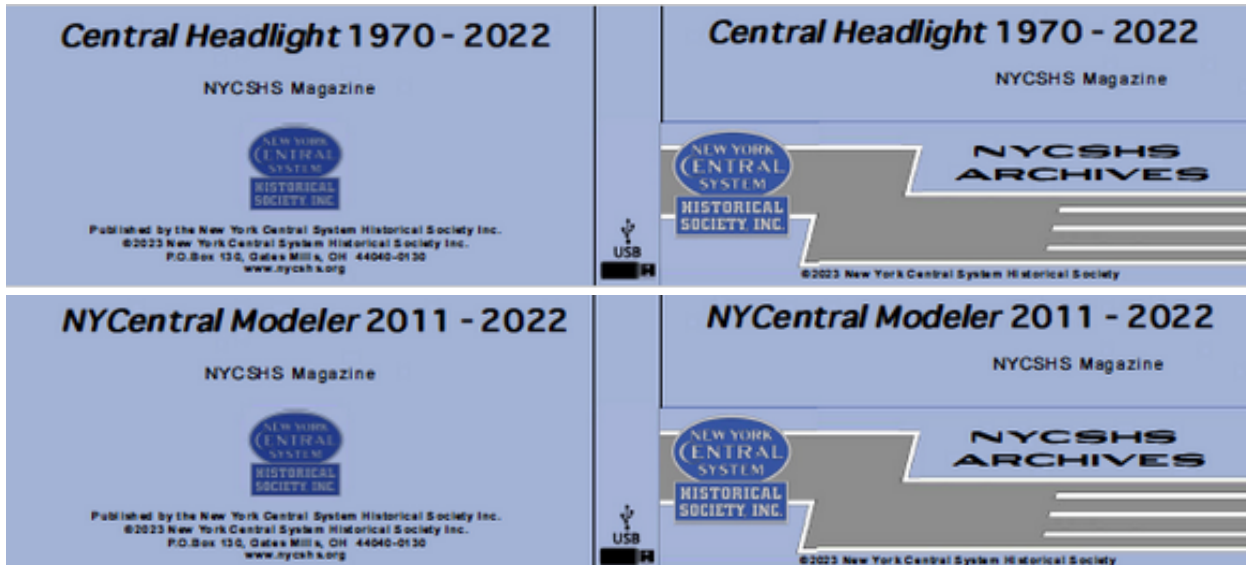 Central Headlight 1970 - 2022
NYCSHS Magazine
NEW YORK
CENTRAL
SYSTEM
HISTORICAL
SOCIETY, INC.
Published by the New York Central System Historical Society Inc.
©2023 New York Central System Historical Society Inc.
P.O.Box 130, Gates Mills, OH 44040-0130
www.nycshs.org
USB
Central Headlight 1970 - 2022
NYCSHS Magazine
NEW YORK
CENTRAL
SYSTEM
HISTORICAL
SOCIETY, INC.
NYCSHS
ARCHIVES
©2023 New York Central System Historical Society
NYCentral Modeler 2011 - 2022
NYCSHS Magazine
NEW YORK
CENTRAL
SYSTEM
HISTORICAL
SOCIETY, INC.
Published by the New York Central System Historical Society Inc.
©2023 New York Central System Historical Society Inc.
P.O.Box 130, Gates Mills, OH 44040-0130
www.nycshs.org
USB
NYCentral Modeler 2011 - 2022
NYCSHS Magazine
NEW YORK
CENTRAL
SYSTEM
HISTORICAL
SOCIETY, INC.
NYCSHS
ARCHIVES
©2023 New York Central System Historical Society